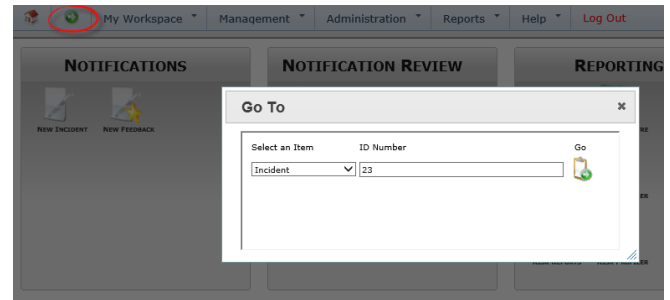 My Workspace Management Administration Reports Help Log Out
NOTIFICATIONS NOTIFICATION REVIEW REPORTING
Go To
NEW INCIDENT NEW FEEDBACK
Select an Item ID Number Go
Incident 23